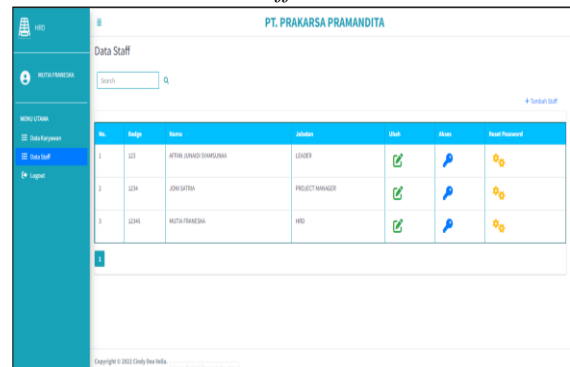 HRD
PT. PRAKARSA PRAMANDITA
Data Staff
MUTIA FRANESHA
Search
+ Tambah Staff
MENU UTAMA
Data Karyawan
Data Staff
Logout
No. Badge Nama Jabatan Ubah Akses Reset Password
1 123 AFFAN JUNAIDI SHAMSUNAA LEADER
2 1234 JONI SATRIA PROJECT MANAGER
3 12345 MUTIA FRANESHA HRD
1
Copyright © 2022 Cindy Dea Vella.